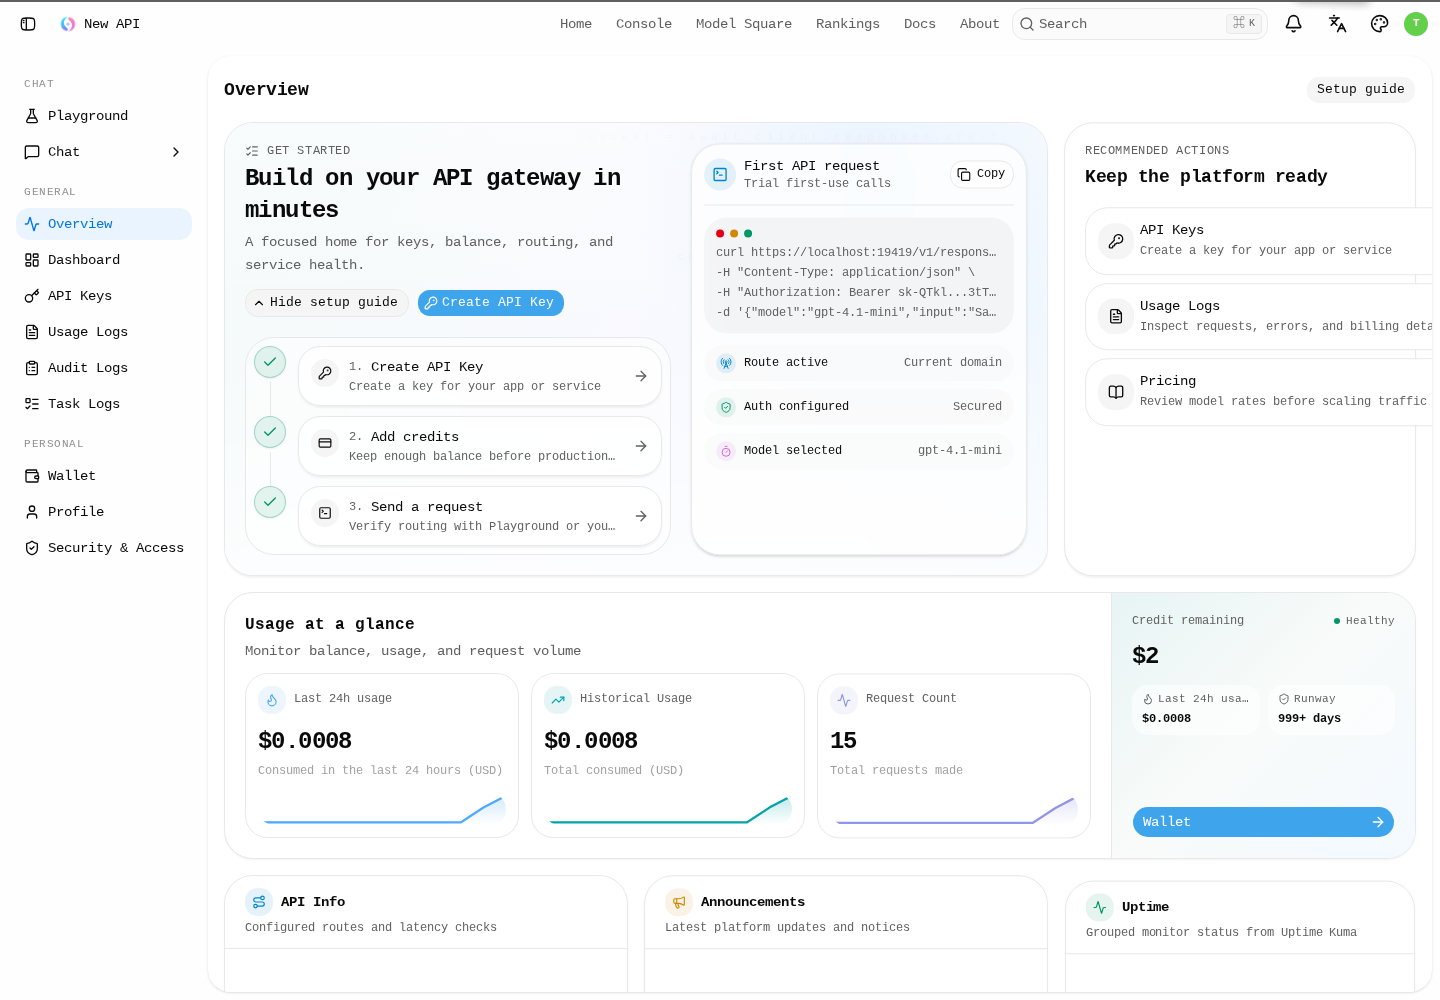 New API
Home
Console
Model Square
Rankings
Docs
About
Search
⌘ K
T
CHAT
Playground
Chat
GENERAL
Overview
Dashboard
API Keys
Usage Logs
Audit Logs
Task Logs
PERSONAL
Wallet
Profile
Security & Access
Overview
Setup guide
GET STARTED
Build on your API gateway in
minutes
A focused home for keys, balance, routing, and
service health.
Hide setup guide
Create API Key
1. Create API Key
Create a key for your app or service
2. Add credits
Keep enough balance before production…
3. Send a request
Verify routing with Playground or you…
First API request
Trial first-use calls
Copy
curl https://localhost:19419/v1/respons…
-H "Content-Type: application/json" \
-H "Authorization: Bearer sk-QTkl...3tT…
-d '{"model":"gpt-4.1-mini","input":"Sa…
Route active
Current domain
Auth configured
Secured
Model selected
gpt-4.1-mini
RECOMMENDED ACTIONS
Keep the platform ready
API Keys
Create a key for your app or service
Usage Logs
Inspect requests, errors, and billing deta
Pricing
Review model rates before scaling traffic
Usage at a glance
Monitor balance, usage, and request volume
Last 24h usage
$0.0008
Consumed in the last 24 hours (USD)
Historical Usage
$0.0008
Total consumed (USD)
Request Count
15
Total requests made
Credit remaining
Healthy
$2
Last 24h usa…
$0.0008
Runway
999+ days
Wallet
API Info
Configured routes and latency checks
Announcements
Latest platform updates and notices
Uptime
Grouped monitor status from Uptime Kuma